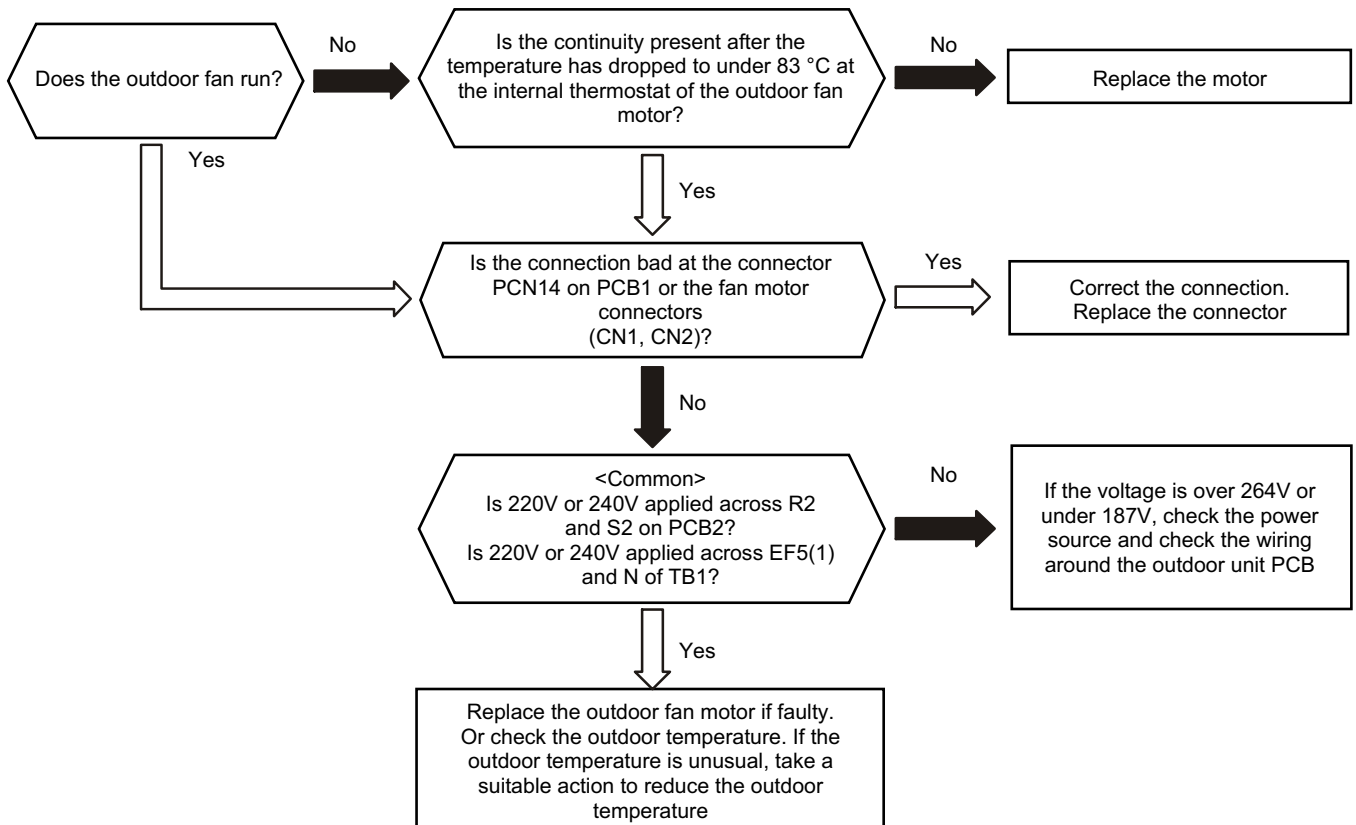 Does the outdoor fan run?
No
Is the continuity present after the
temperature has dropped to under 83 °C at
the internal thermostat of the outdoor fan
motor?
No
Replace the motor
Yes
Yes
Is the connection bad at the connector
PCN14 on PCB1 or the fan motor
connectors
(CN1, CN2)?
Yes
Correct the connection.
Replace the connector
No
<Common>
Is 220V or 240V applied across R2
and S2 on PCB2?
Is 220V or 240V applied across EF5(1)
and N of TB1?
No
If the voltage is over 264V or
under 187V, check the power
source and check the wiring
around the outdoor unit PCB
Yes
Replace the outdoor fan motor if faulty.
Or check the outdoor temperature. If the
outdoor temperature is unusual, take a
suitable action to reduce the outdoor
temperature